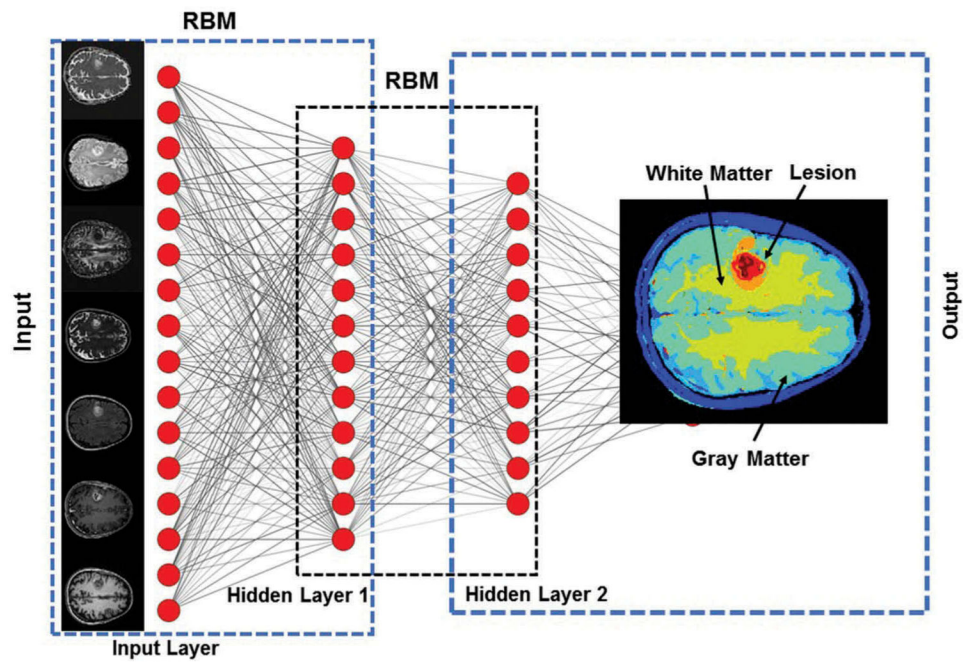 RBM
RBM
White Matter
Lesion
Input
Output
Gray Matter
Hidden Layer 1
Hidden Layer 2
Input Layer